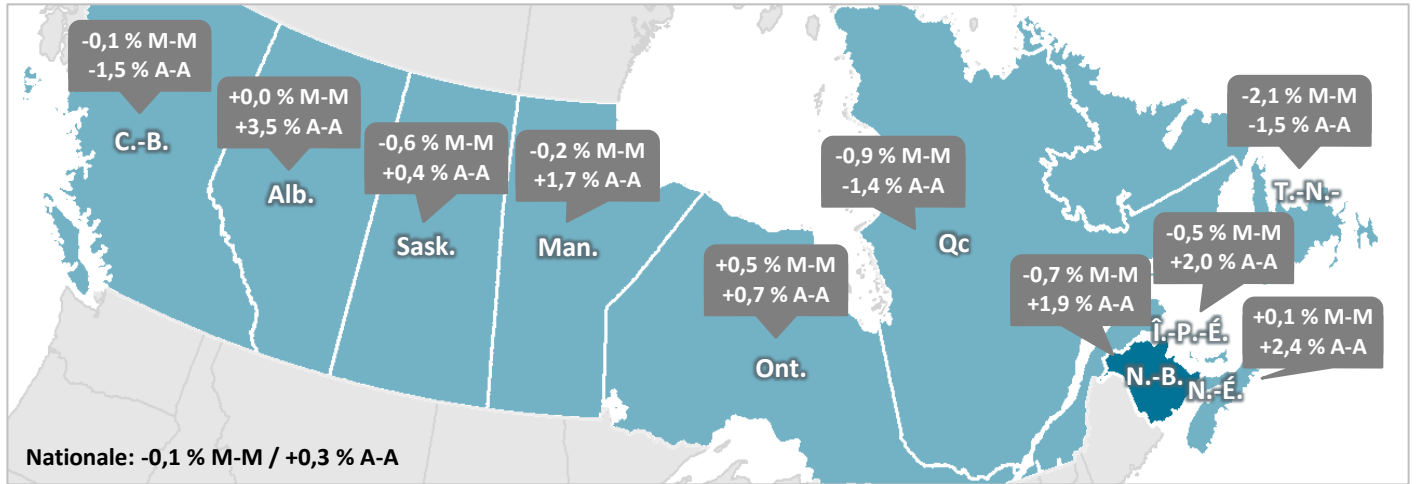 -0,1 % M-M
-1,5 % A-A
C.-B.
+0,0 % M-M
+3,5 % A-A
Alb.
-0,6 % M-M
+0,4 % A-A
Sask.
-0,2 % M-M
+1,7 % A-A
Man.
+0,5 % M-M
+0,7 % A-A
Ont.
-0,9 % M-M
-1,4 % A-A
Qc
-2,1 % M-M
-1,5 % A-A
T.-N.-
-0,5 % M-M
+2,0 % A-A
Î.-P.-É.
-0,7 % M-M
+1,9 % A-A
N.-B.
+0,1 % M-M
+2,4 % A-A
N.-É.
Nationale: -0,1 % M-M / +0,3 % A-A